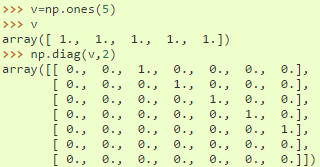 >>> v=np.ones(5)
>>> v
array([ 1.,  1.,  1.,  1.,  1.])
>>> np.diag(v,2)
array([[ 0.,  0.,  1.,  0.,  0.,  0.,  0.],
       [ 0.,  0.,  0.,  1.,  0.,  0.,  0.],
       [ 0.,  0.,  0.,  0.,  1.,  0.,  0.],
       [ 0.,  0.,  0.,  0.,  0.,  1.,  0.],
       [ 0.,  0.,  0.,  0.,  0.,  0.,  1.],
       [ 0.,  0.,  0.,  0.,  0.,  0.,  0.],
       [ 0.,  0.,  0.,  0.,  0.,  0.,  0.]])